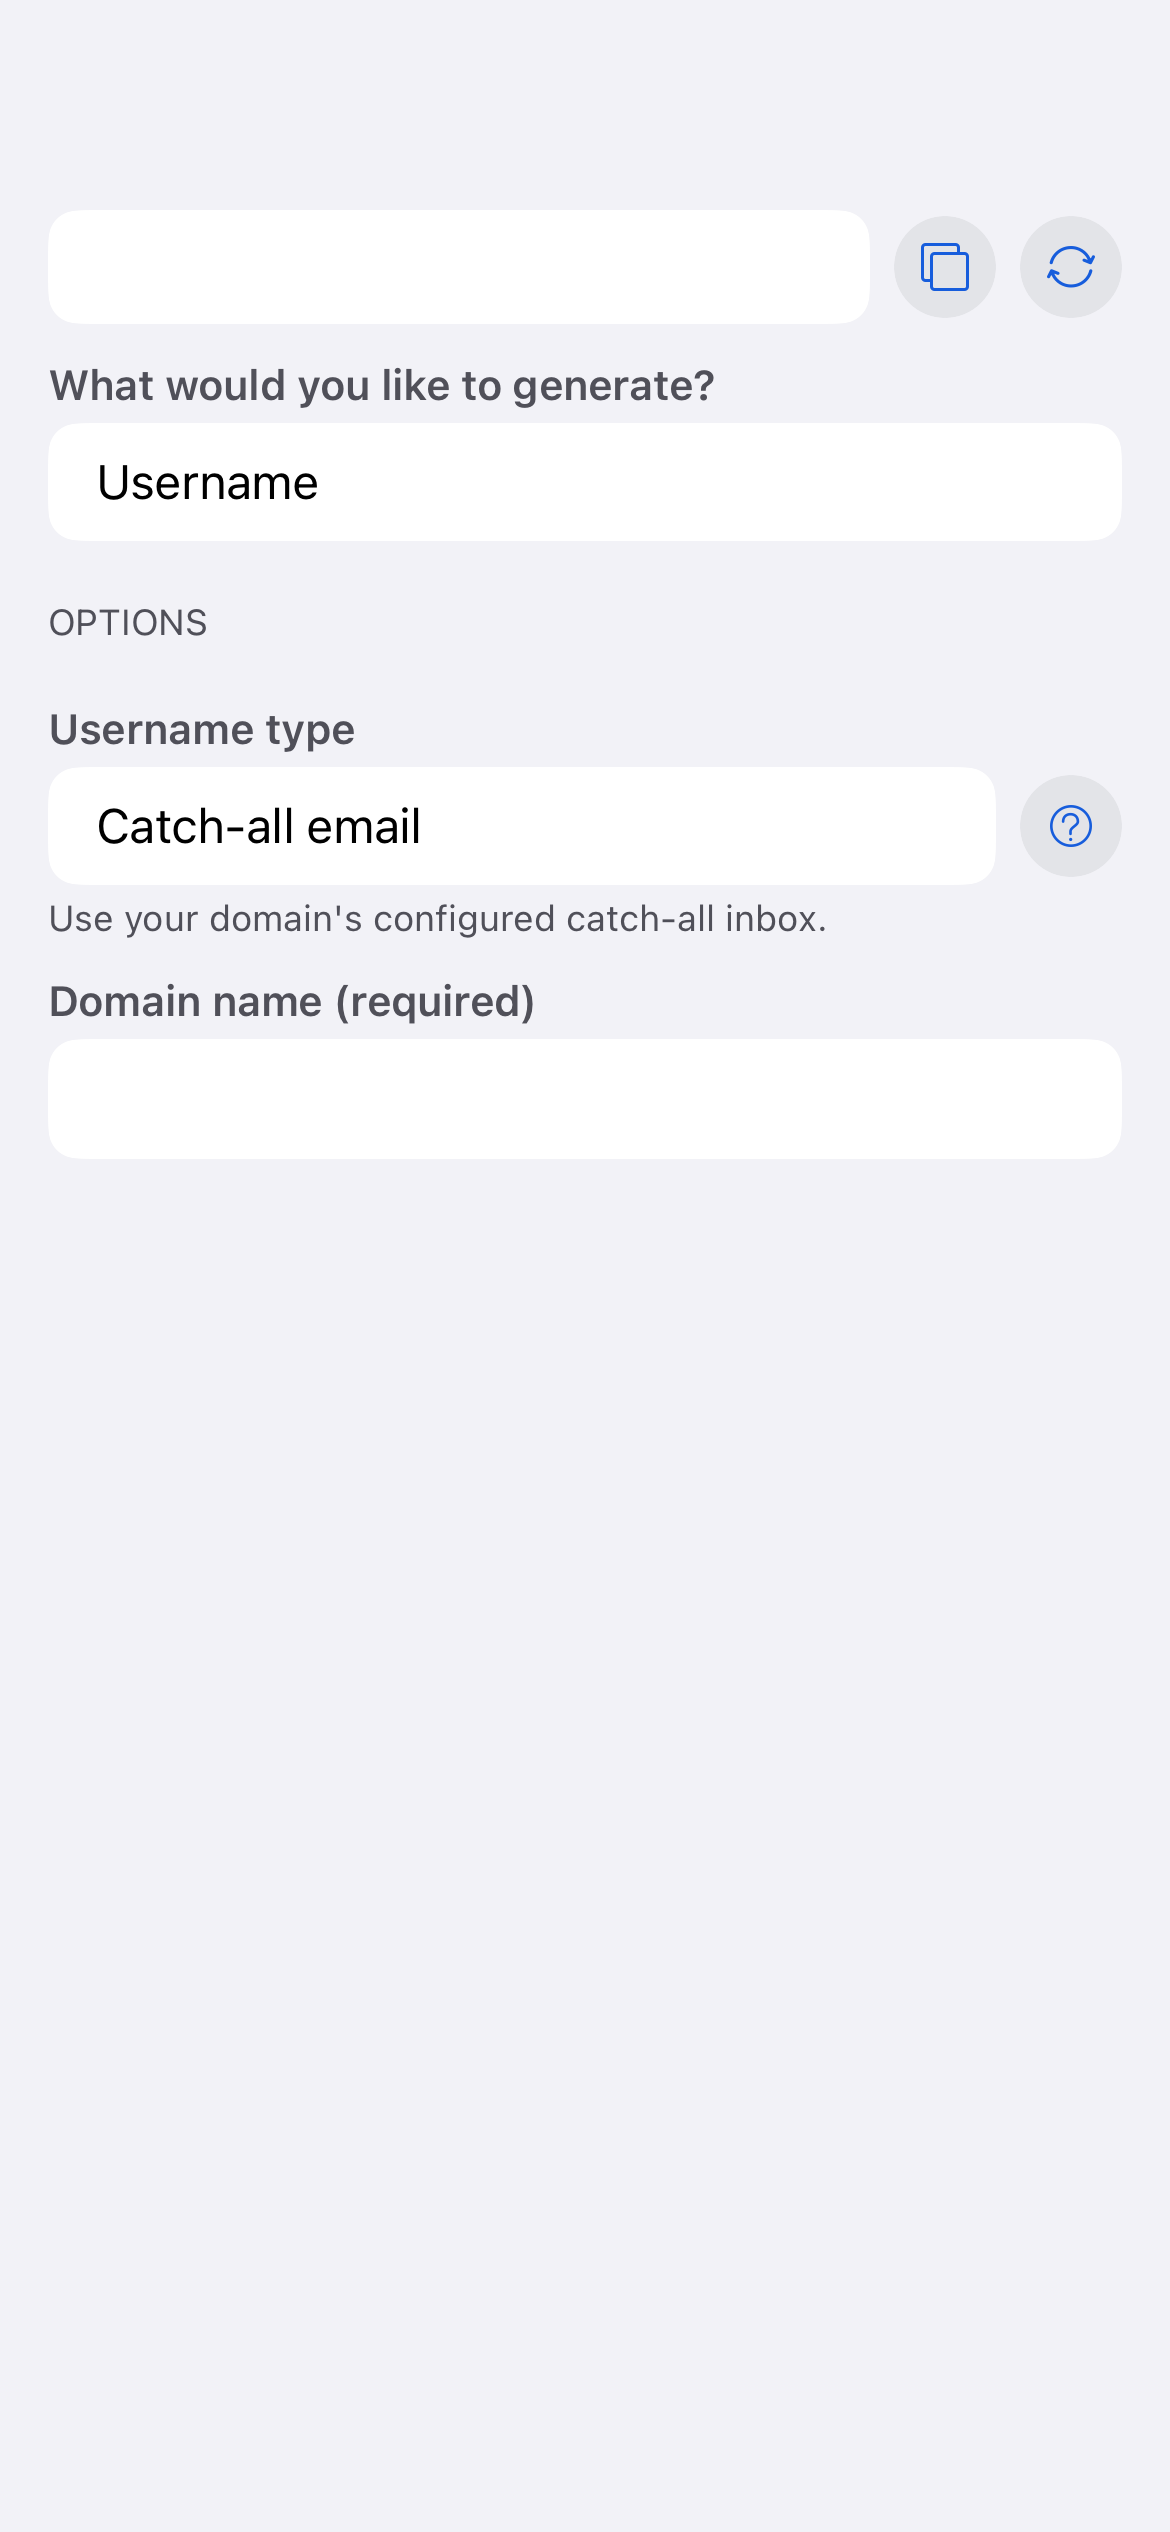 What would you like to generate?
Username
OPTIONS
Username type
Catch-all email
Use your domain's configured catch-all inbox.
Domain name (required)